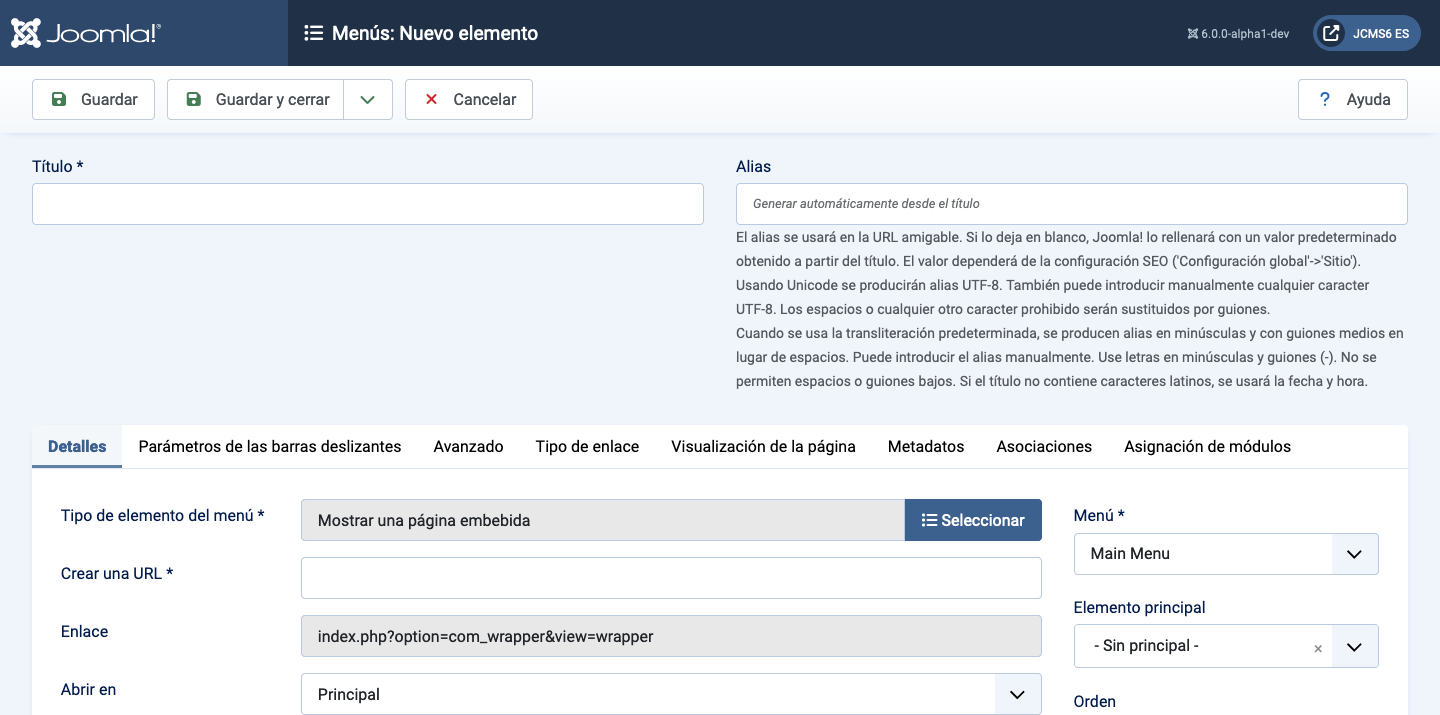 Joomla!®
Menús: Nuevo elemento
6.0.0-alpha1-dev
JCMS6 ES
Guardar
Guardar y cerrar
Cancelar
? Ayuda
Título *
Alias
Generar automáticamente desde el título
El alias se usará en la URL amigable. Si lo deja en blanco, Joomla! lo rellenará con un valor predeterminado
obtenido a partir del título. El valor dependerá de la configuración SEO ('Configuración global'->'Sitio').
Usando Unicode se producirán alias UTF-8. También puede introducir manualmente cualquier caracter
UTF-8. Los espacios o cualquier otro caracter prohibido serán sustituidos por guiones.
Cuando se usa la transliteración predeterminada, se producen alias en minúsculas y con guiones medios en
lugar de espacios. Puede introducir el alias manualmente. Use letras en minúsculas y guiones (-). No se
permiten espacios o guiones bajos. Si el título no contiene caracteres latinos, se usará la fecha y hora.
Detalles
Parámetros de las barras deslizantes
Avanzado
Tipo de enlace
Visualización de la página
Metadatos
Asociaciones
Asignación de módulos
Tipo de elemento del menú *
Mostrar una página embebida
Seleccionar
Crear una URL *
Enlace
index.php?option=com_wrapper&view=wrapper
Abrir en
Principal
Menú *
Main Menu
Elemento principal
- Sin principal -
Orden